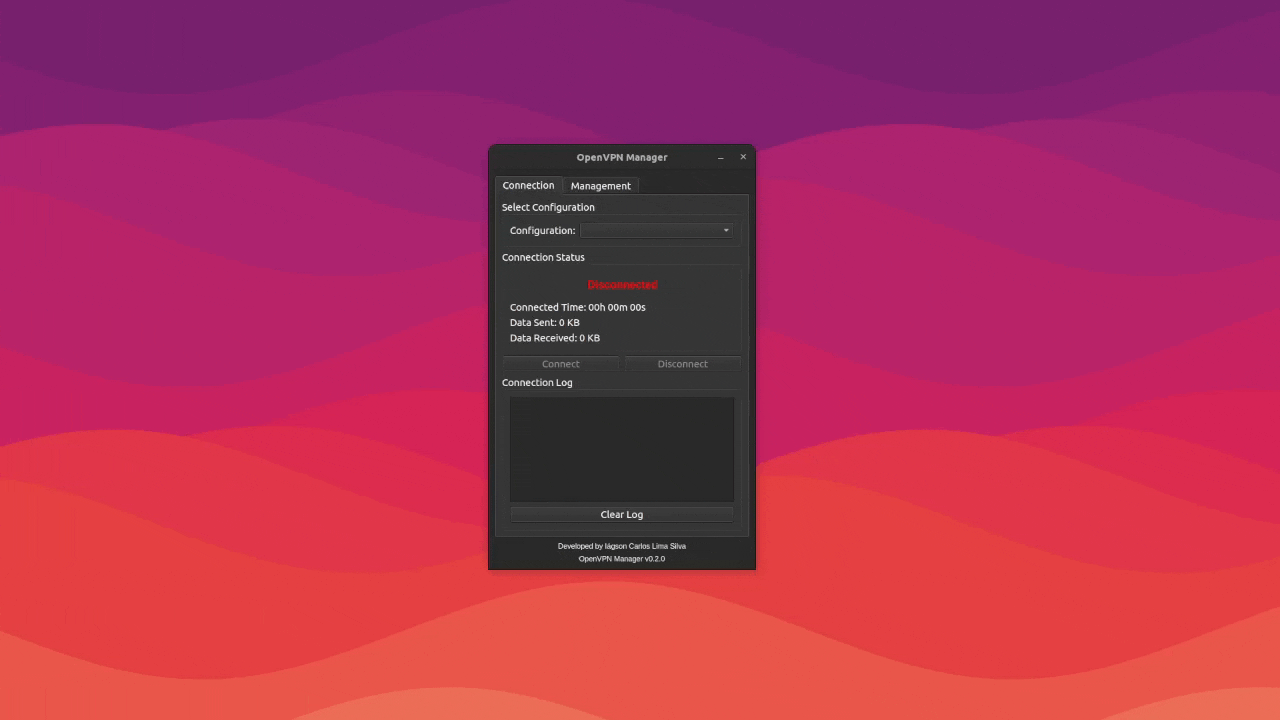 OpenVPN Manager
Connection Management
Select Configuration
Configuration:
Connection Status
Disconnected
Connected Time: 00h 00m 00s
Data Sent: 0 KB
Data Received: 0 KB
Connect Disconnect
Connection Log
Clear Log
Developed by Iágson Carlos Lima Silva
OpenVPN Manager v0.2.0